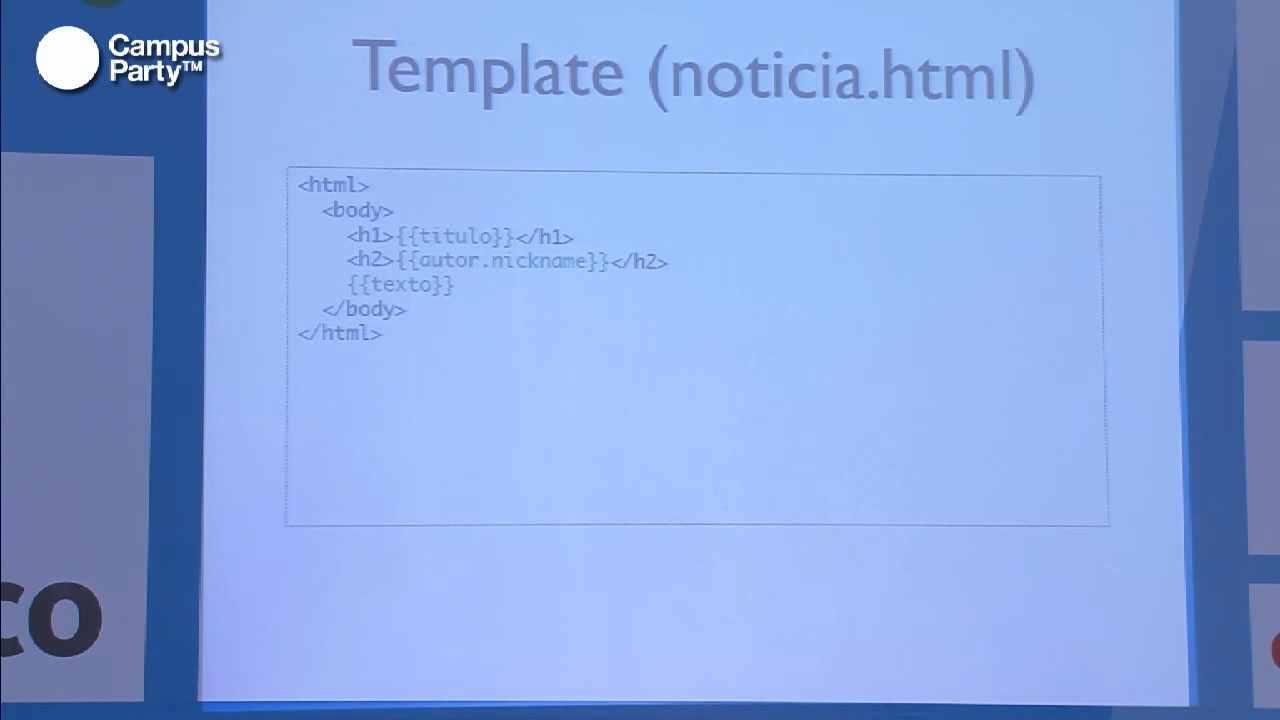 Campus
Party™
Template (noticia.html)
<html>
<body>
<h1>{{titulo}}</h1>
<h2>{{autor.nickname}}</h2>
{{texto}}
</body>
</html>
co